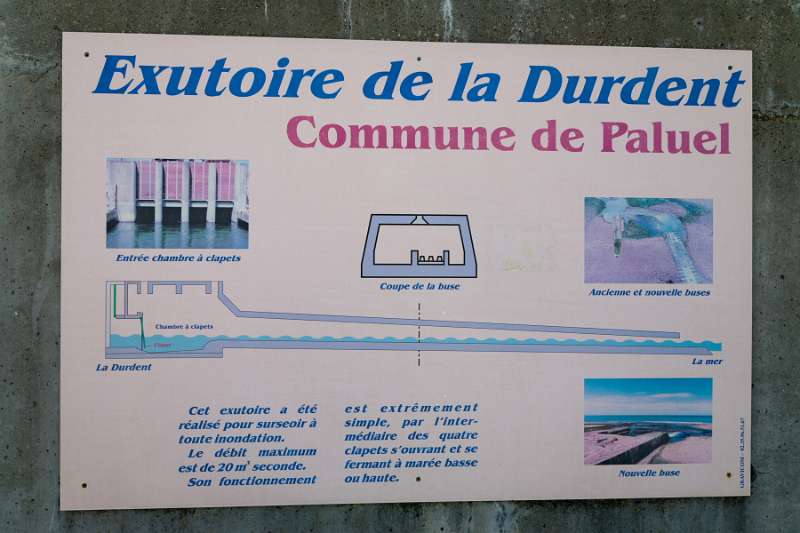 Exutoire de la Durdent
Commune de Paluel
Entrée chambre à clapets
Coupe de la buse
Ancienne et nouvelle buses
Chambre à clapets
Clapet
La Durdent
La mer
Cet exutoire a été
réalisé pour surseoir à
toute inondation.
Le débit maximum
est de 20 m³ seconde.
Son fonctionnement
est extrêmement
simple, par l'inter-
médiaire des quatre
clapets s'ouvrant et se
fermant à marée basse
ou haute.
Nouvelle buse